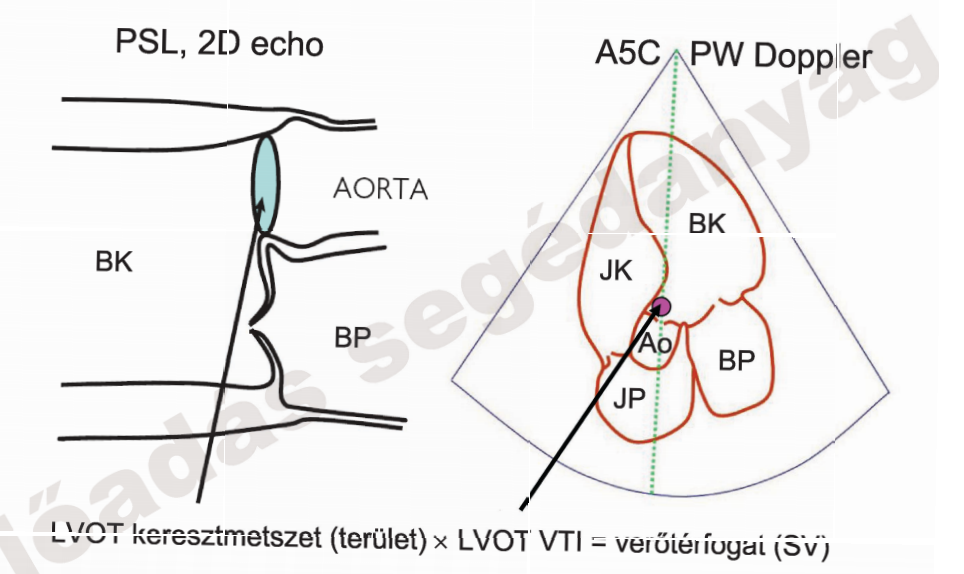 PSL, 2D echo
A5C PW Doppler
AORTA
BK
BP
BK
JK
Ao
BP
JP
LVOT keresztmetszet (terület) × LVOT VTI = verőtérfogat (SV)
lőadas segédanyag